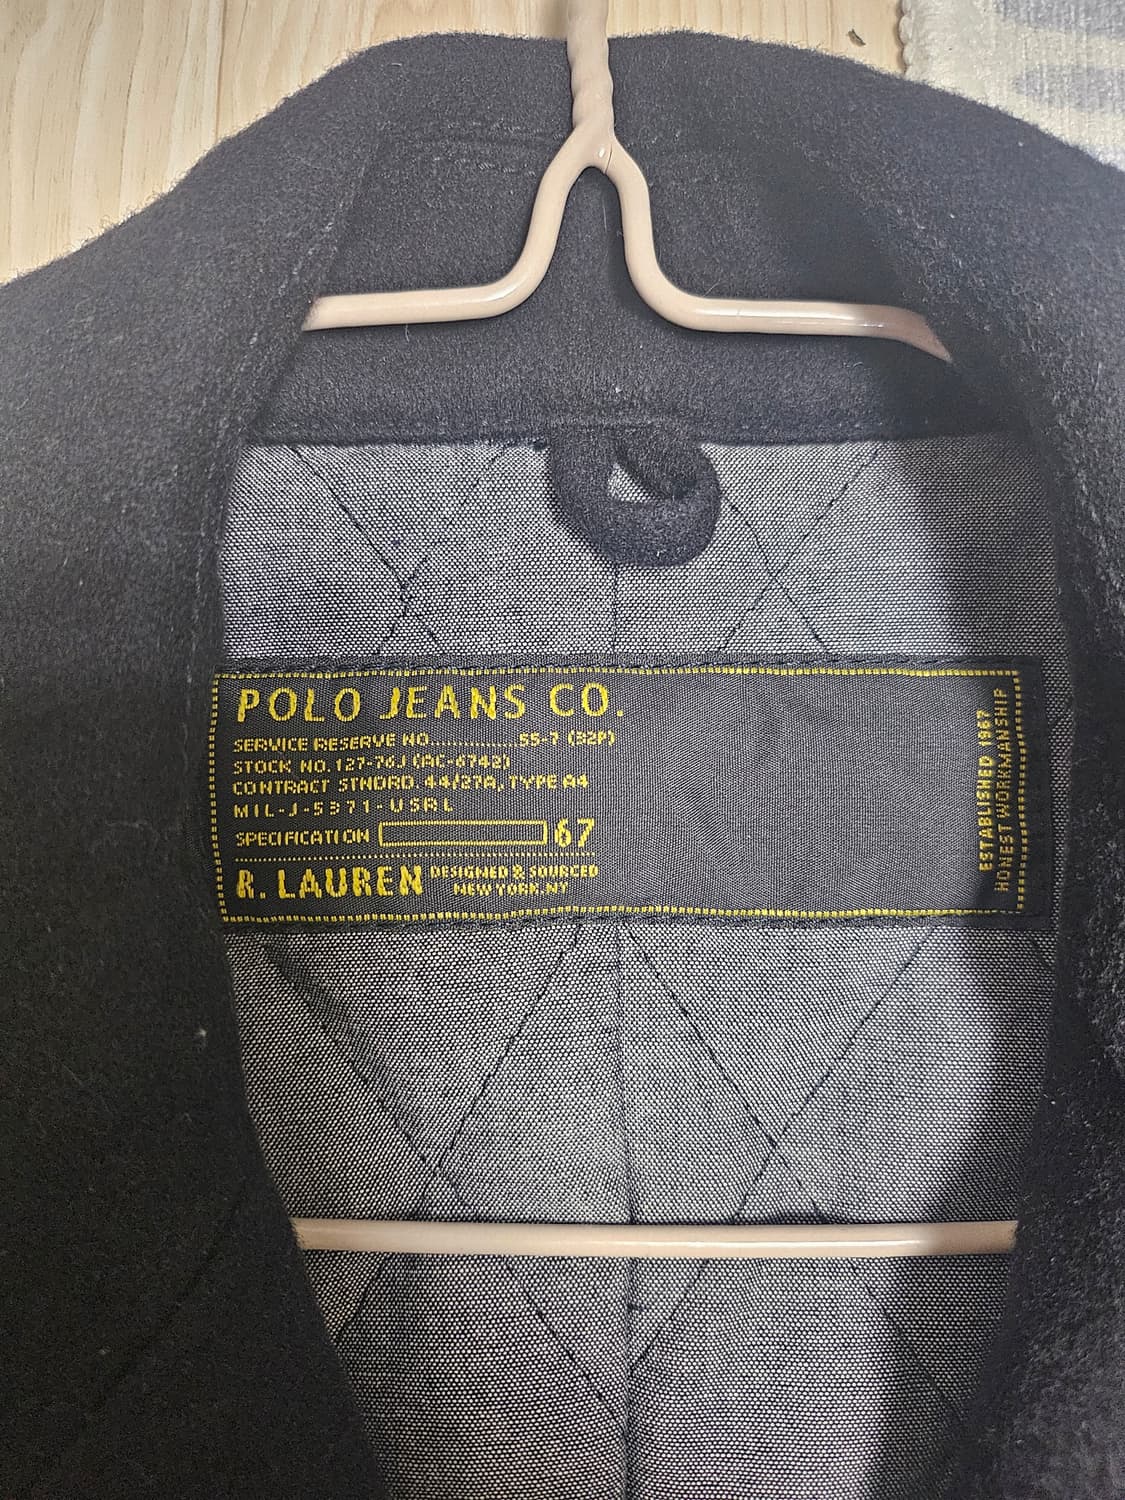 POLO JEANS CO.
SERVICE RESERVE NO..............55-7 (32P)
STOCK NO. 127-76J (AC-6742)
CONTRACT STNDRD. 44/27A, TYPE A4
MIL-J-5371-USRL
SPECIFICATION 67
R. LAUREN DESIGNED & SOURCED
NEW YORK, NY
ESTABLISHED 1967
HONEST WORKMANSHIP